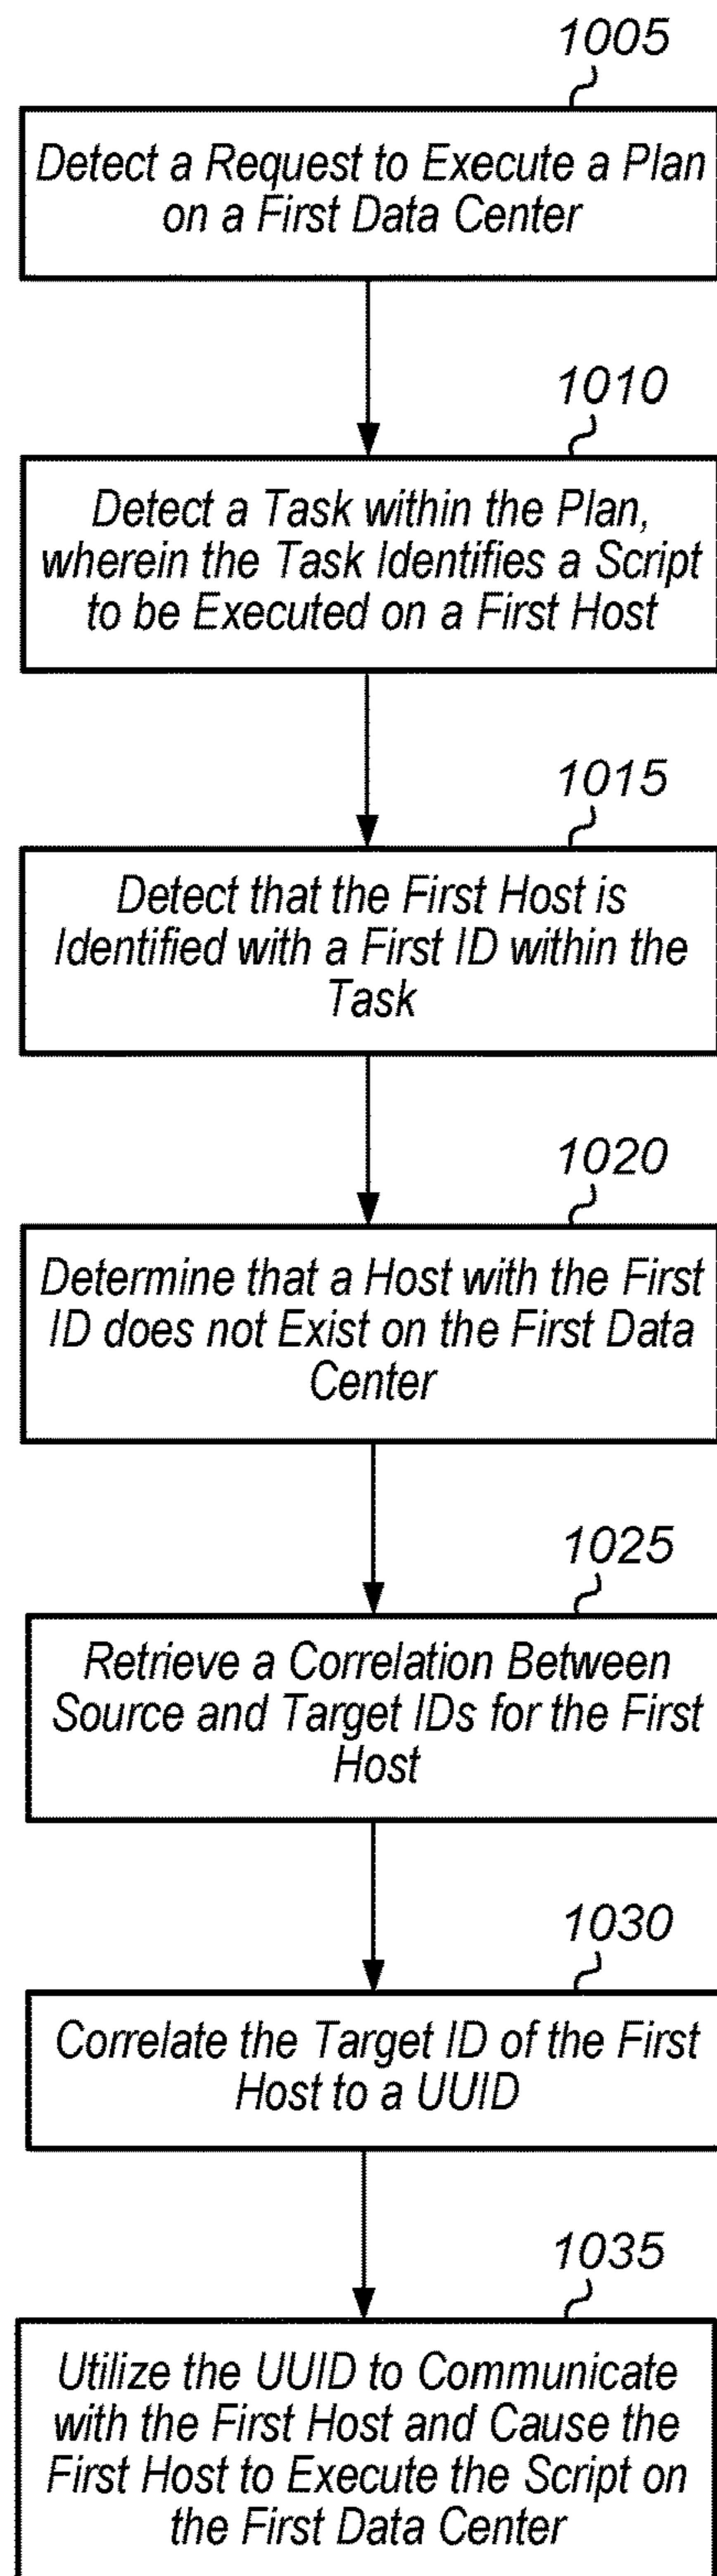 1005
Detect a Request to Execute a Plan
on a First Data Center
1010
Detect a Task within the Plan,
wherein the Task Identifies a Script
to be Executed on a First Host
1015
Detect that the First Host is
Identified with a First ID within the
Task
1020
Determine that a Host with the First
ID does not Exist on the First Data
Center
1025
Retrieve a Correlation Between
Source and Target IDs for the First
Host
1030
Correlate the Target ID of the First
Host to a UUID
1035
Utilize the UUID to Communicate
with the First Host and Cause the
First Host to Execute the Script on
the First Data Center